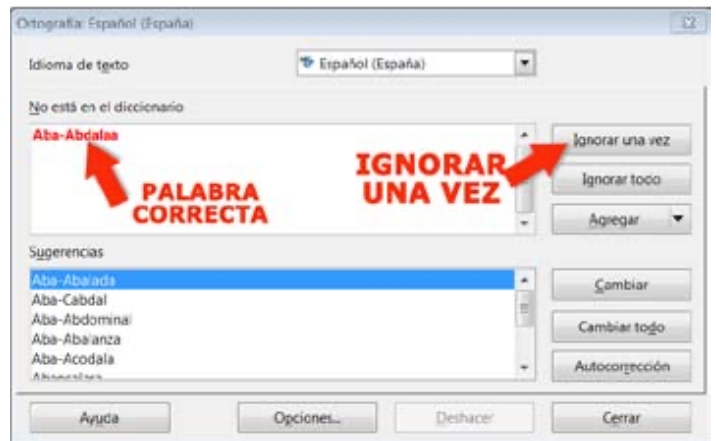 Ortografía: Español (España)
Idioma de texto
Español (España)
No está en el diccionario
Aba-Abdalaa
PALABRA
CORRECTA
IGNORAR
UNA VEZ
Ignorar una vez
Ignorar todo
Agregar
Sugerencias
Aba-Abalada
Aba-Cabdal
Aba-Abdominal
Aba-Abalanza
Aba-Acodala
Cambiar
Cambiar todo
Autocorrección
Ayuda
Opciones...
Deshacer
Cerrar